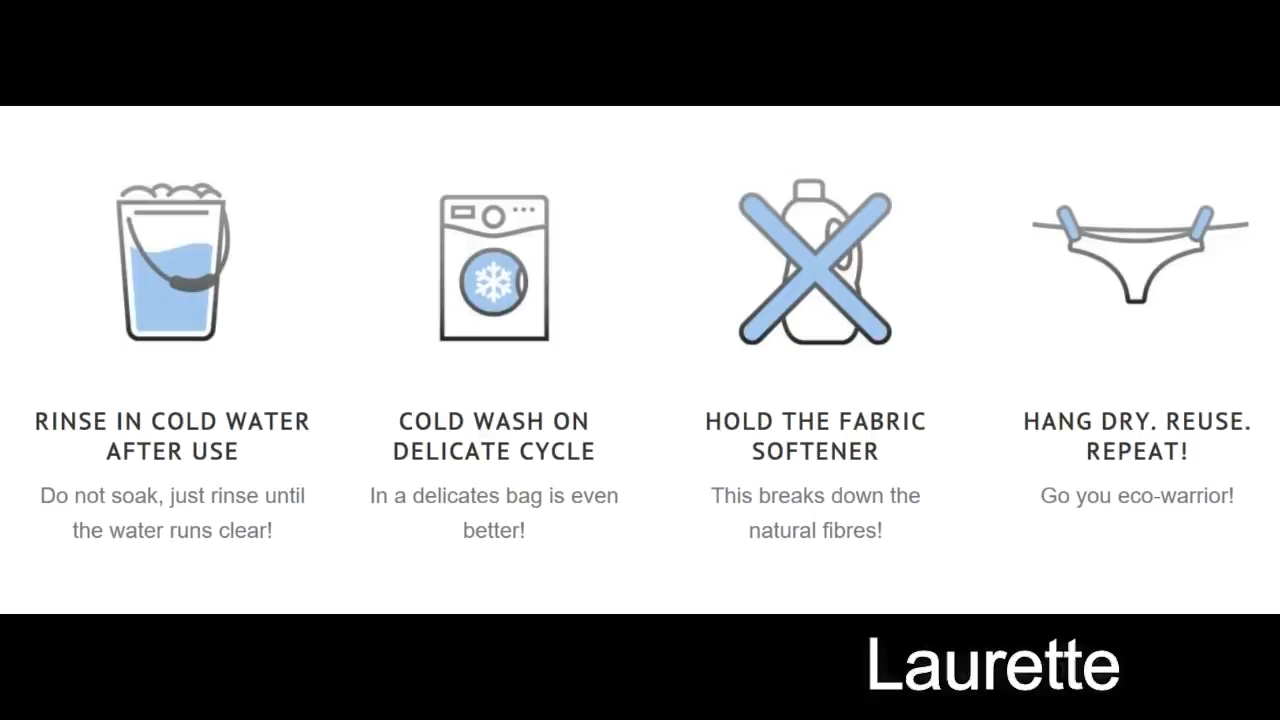 RINSE IN COLD WATER
AFTER USE
Do not soak, just rinse until
the water runs clear!
COLD WASH ON
DELICATE CYCLE
In a delicates bag is even
better!
HOLD THE FABRIC
SOFTENER
This breaks down the
natural fibres!
HANG DRY. REUSE.
REPEAT!
Go you eco-warrior!
Laurette